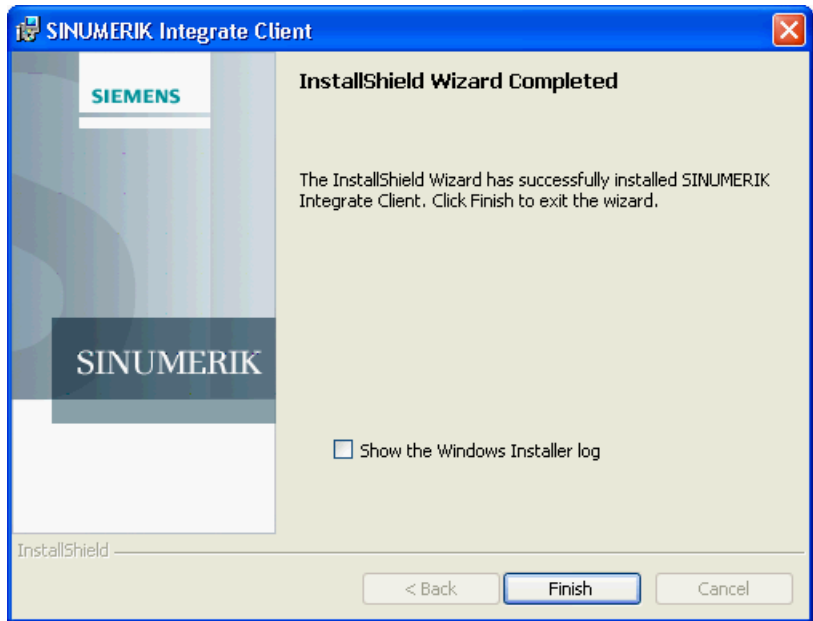 SINUMERIK Integrate Client
SIEMENS
InstallShield Wizard Completed
The InstallShield Wizard has successfully installed SINUMERIK
Integrate Client. Click Finish to exit the wizard.
SINUMERIK
Show the Windows Installer log
InstallShield
< Back
Finish
Cancel